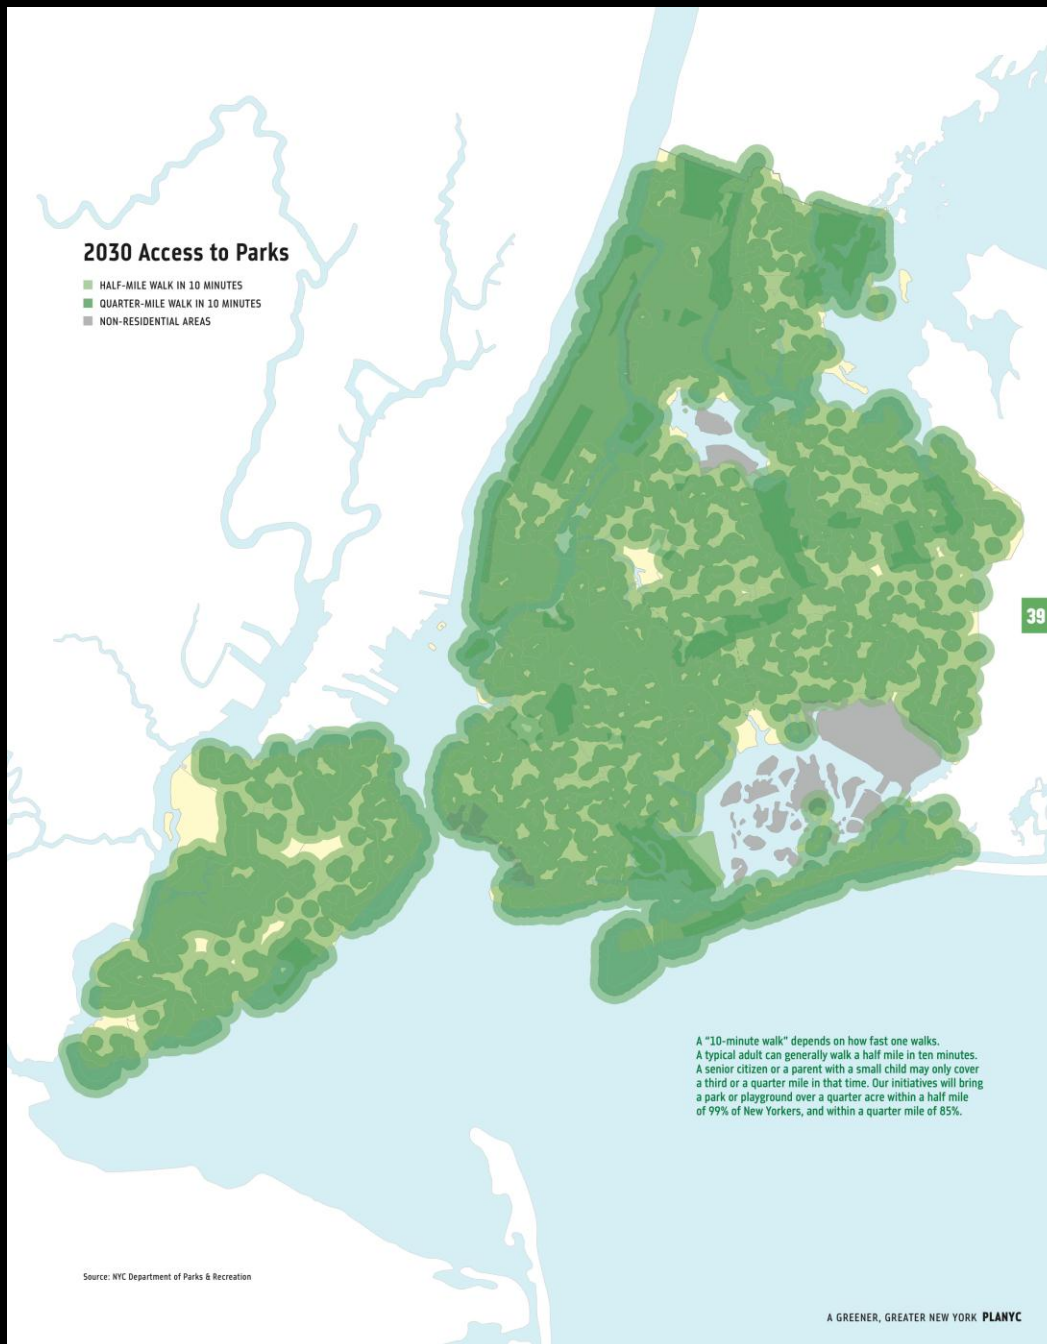 2030 Access to Parks
HALF-MILE WALK IN 10 MINUTES
QUARTER-MILE WALK IN 10 MINUTES
NON-RESIDENTIAL AREAS
39
A “10-minute walk” depends on how fast one walks.
A typical adult can generally walk a half mile in ten minutes.
A senior citizen or a parent with a small child may only cover
a third or a quarter mile in that time. Our initiatives will bring
a park or playground over a quarter acre within a half mile
of 99% of New Yorkers, and within a quarter mile of 85%.
Source: NYC Department of Parks & Recreation
A GREENER, GREATER NEW YORK PLANYC